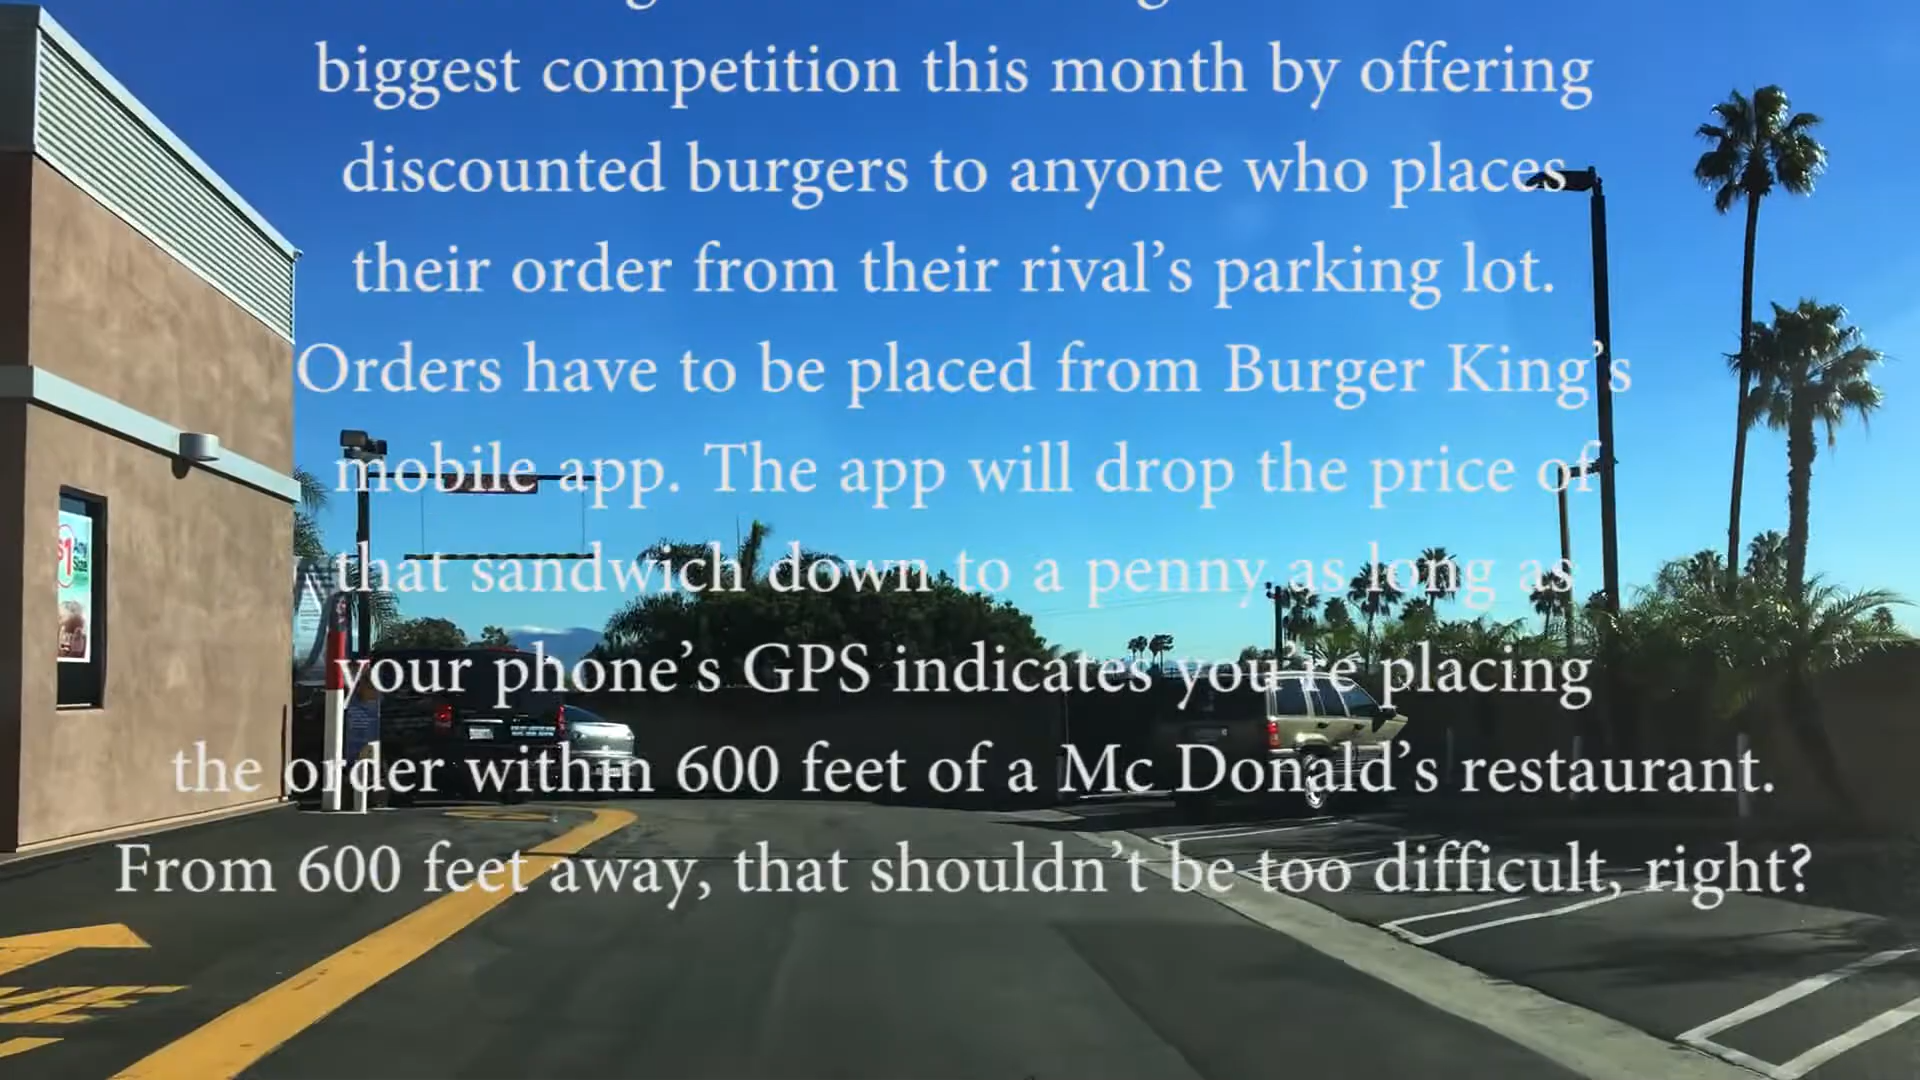 biggest competition this month by offering
discounted burgers to anyone who places
their order from their rival’s parking lot.
Orders have to be placed from Burger King’s
mobile app. The app will drop the price of
that sandwich down to a penny as long as
your phone’s GPS indicates you’re placing
the order within 600 feet of a Mc Donald’s restaurant.
From 600 feet away, that shouldn’t be too difficult, right?
$1
Any
Size